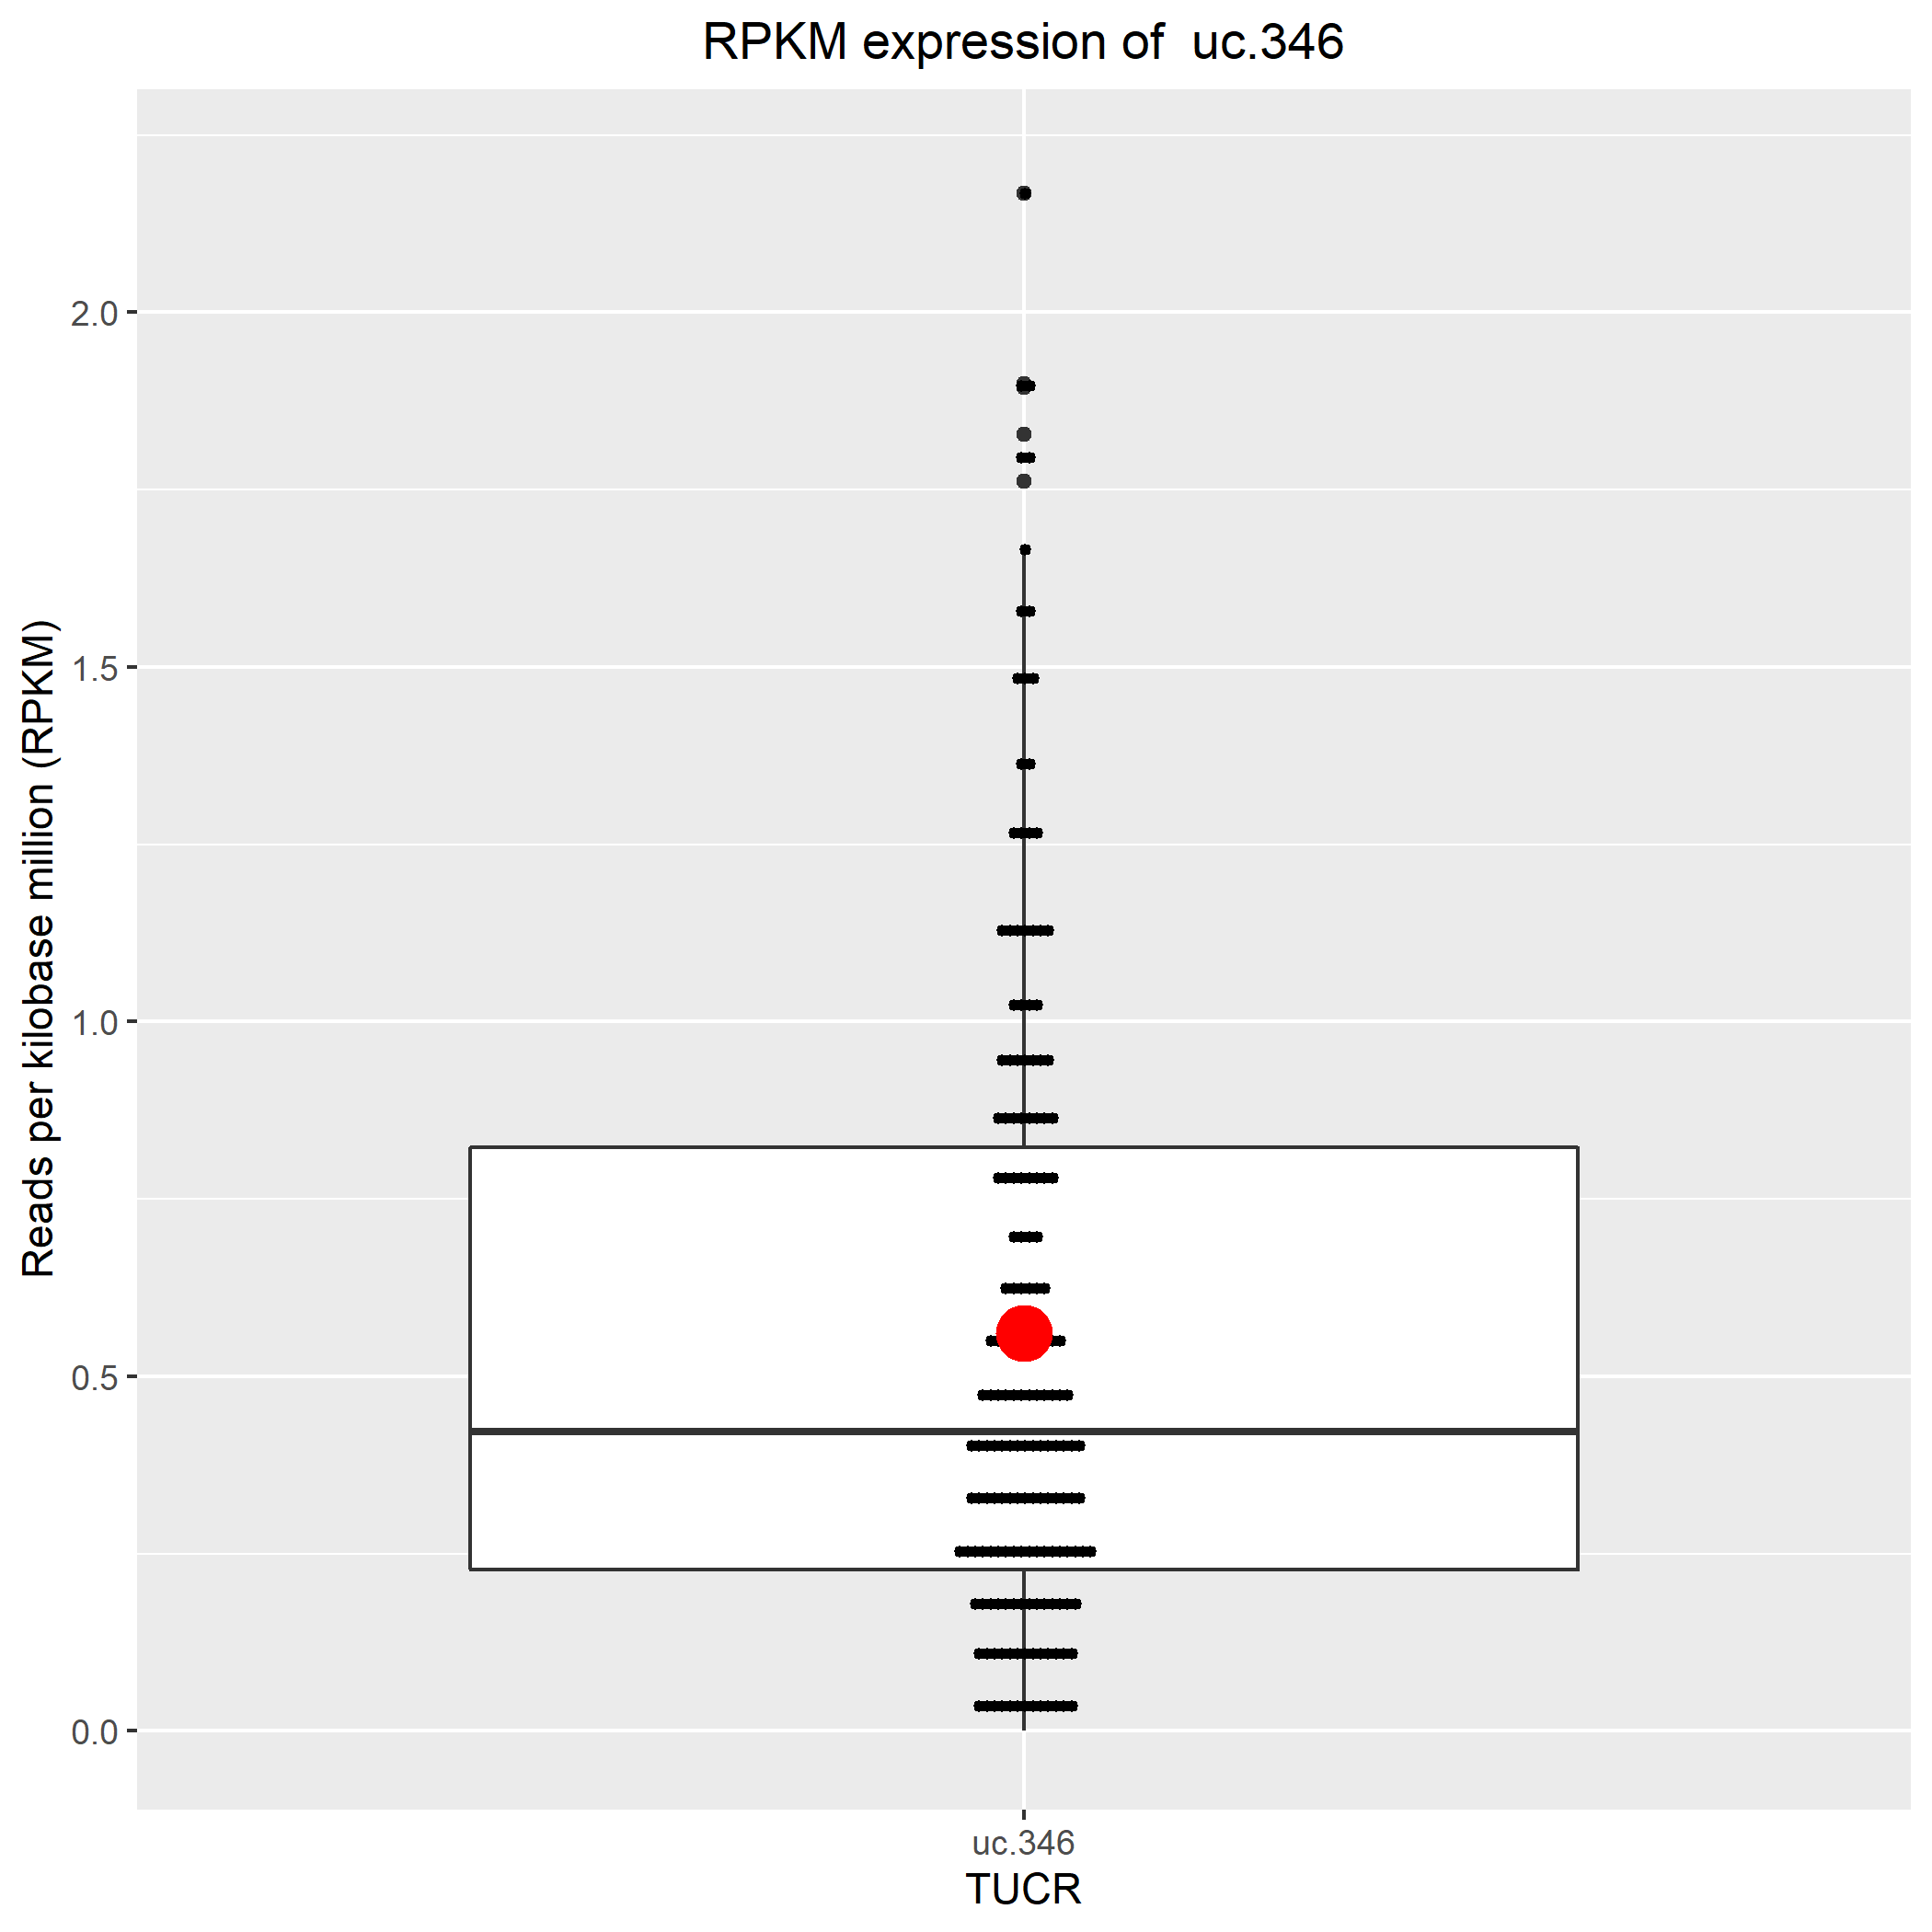 RPKM expression of  uc.346
Reads per kilobase million (RPKM)
2.0
1.5
1.0
0.5
0.0
uc.346
TUCR